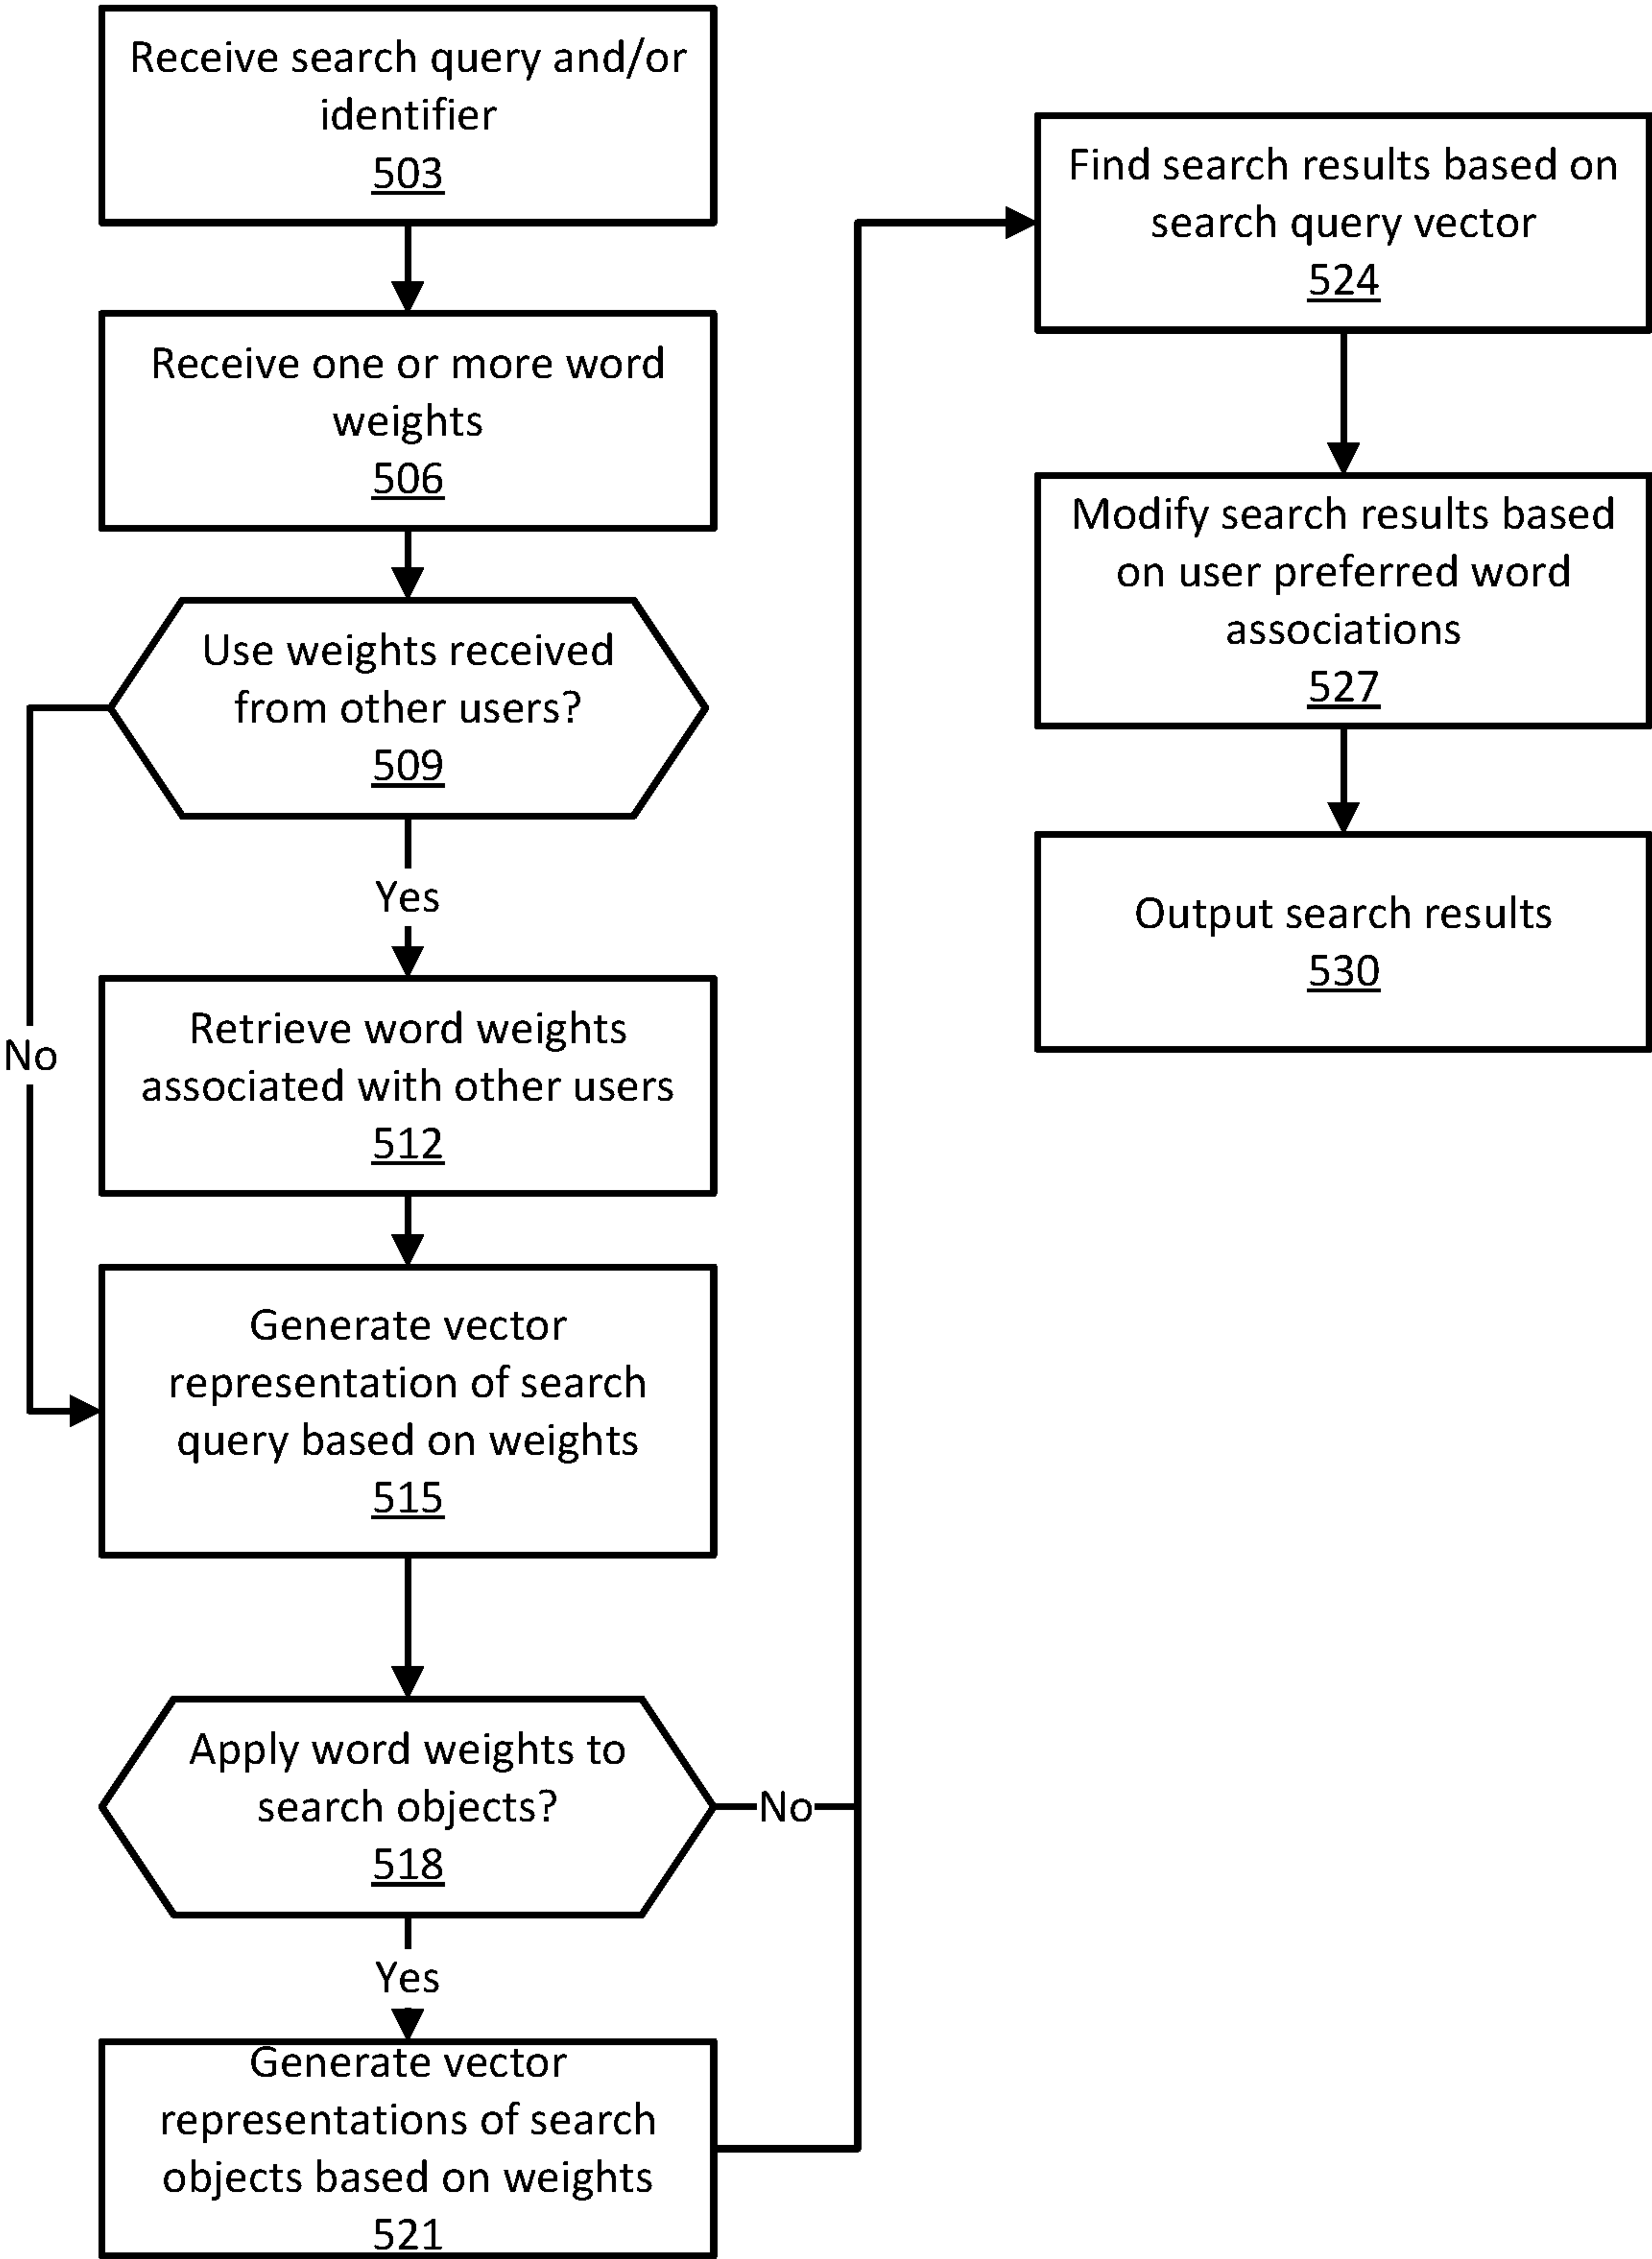 Receive search query and/or
identifier
503
Receive one or more word
weights
506
Use weights received
from other users?
509
Yes
No
Retrieve word weights
associated with other users
512
Generate vector
representation of search
query based on weights
515
Apply word weights to
search objects?
518
No
Yes
Generate vector
representations of search
objects based on weights
521
Find search results based on
search query vector
524
Modify search results based
on user preferred word
associations
527
Output search results
530